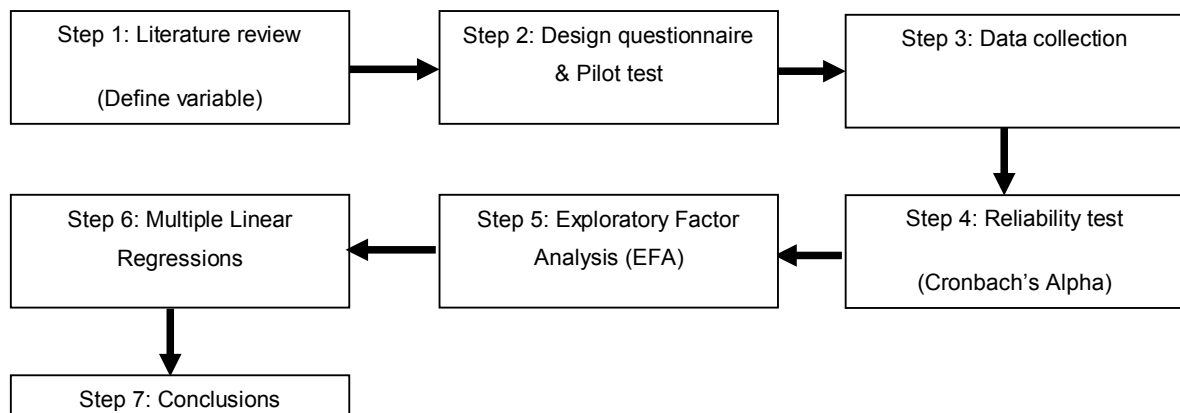 Step 1: Literature review
(Define variable)
Step 2: Design questionnaire
& Pilot test
Step 3: Data collection
Step 4: Reliability test
(Cronbach’s Alpha)
Step 5: Exploratory Factor
Analysis (EFA)
Step 6: Multiple Linear
Regressions
Step 7: Conclusions